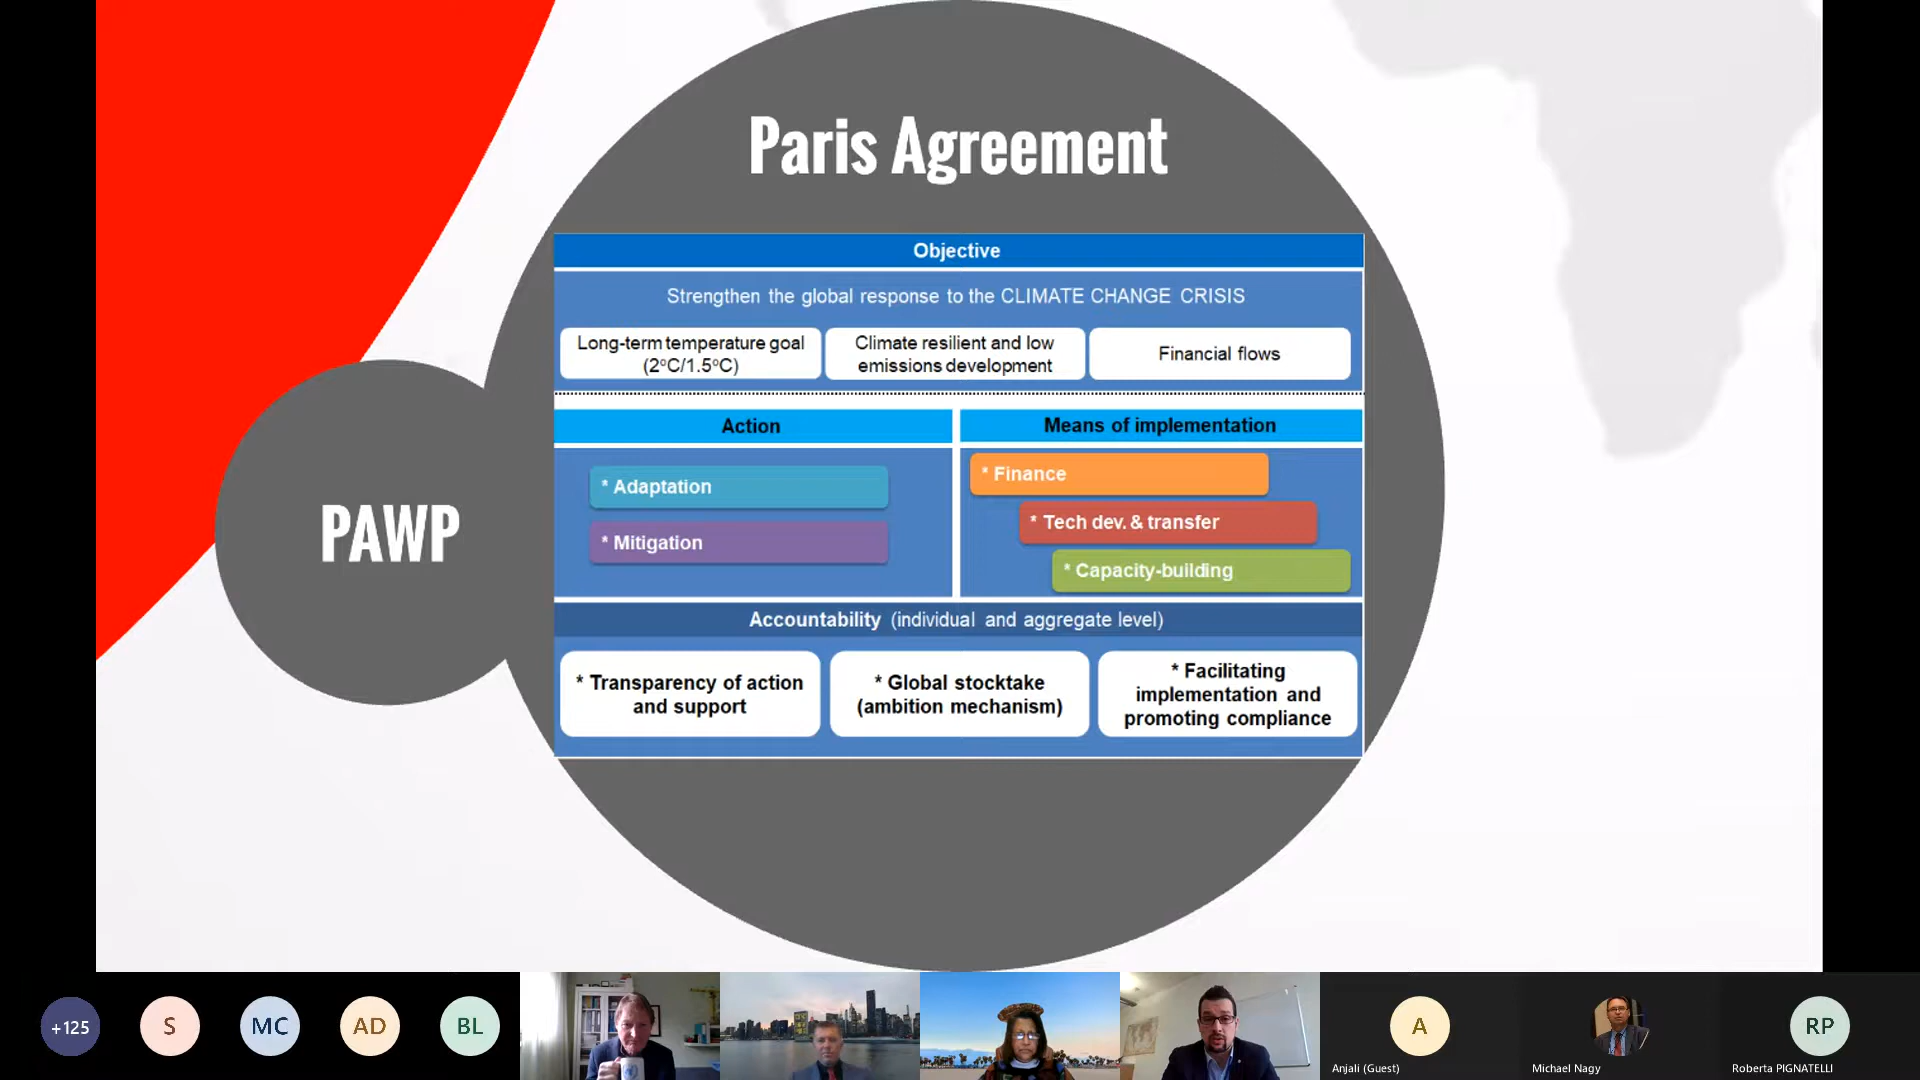 Paris Agreement
PAWP
Objective
Strengthen the global response to the CLIMATE CHANGE CRISIS
Long-term temperature goal
(2°C/1.5°C)
Climate resilient and low
emissions development
Financial flows
Action
Means of implementation
* Adaptation
* Mitigation
* Finance
* Tech dev. & transfer
* Capacity-building
Accountability (individual and aggregate level)
* Transparency of action
and support
* Global stocktake
(ambition mechanism)
* Facilitating
implementation and
promoting compliance
+125
S
MC
AD
BL
A
RP
Anjali (Guest)
Michael Nagy
Roberta PIGNATELLI